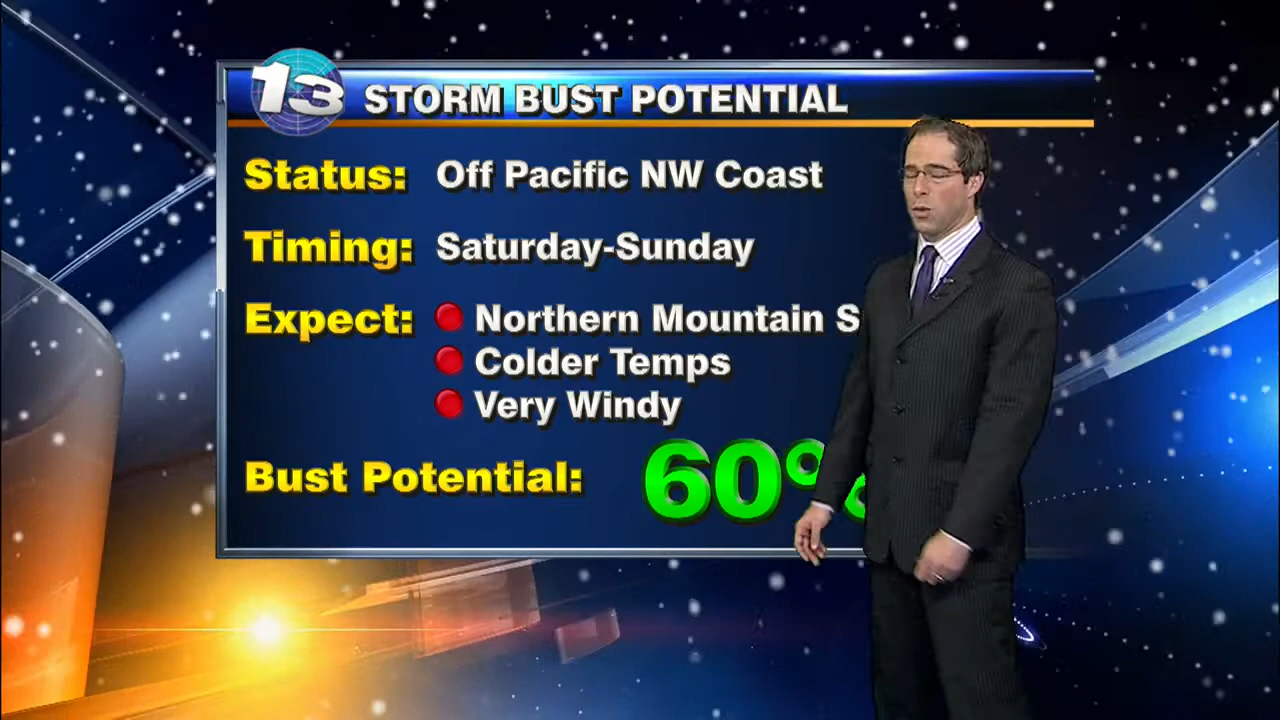 13 STORM BUST POTENTIAL
Status: Off Pacific NW Coast
Timing: Saturday-Sunday
Expect: Northern Mountain S
Colder Temps
Very Windy
Bust Potential: 60%